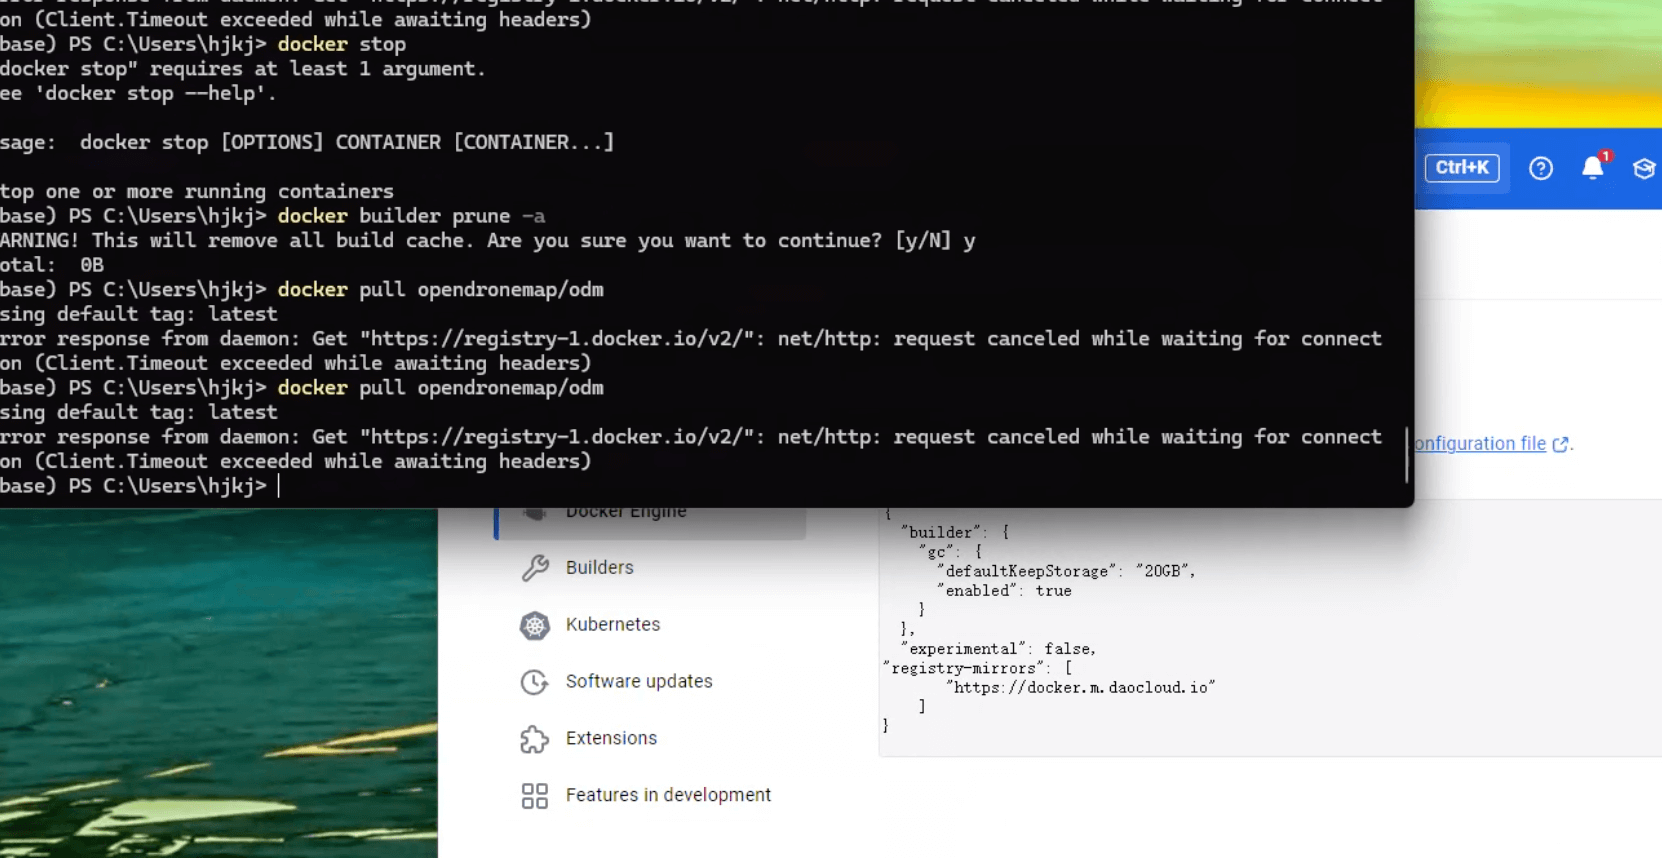 on (Client.Timeout exceeded while awaiting headers)
base) PS C:\Users\hjkj> docker stop
docker stop" requires at least 1 argument.
ee 'docker stop --help'.
sage:  docker stop [OPTIONS] CONTAINER [CONTAINER...]
top one or more running containers
base) PS C:\Users\hjkj> docker builder prune -a
ARNING! This will remove all build cache. Are you sure you want to continue? [y/N] y
otal:  0B
base) PS C:\Users\hjkj> docker pull opendronemap/odm
sing default tag: latest
rror response from daemon: Get "https://registry-1.docker.io/v2/": net/http: request canceled while waiting for connect
on (Client.Timeout exceeded while awaiting headers)
base) PS C:\Users\hjkj> docker pull opendronemap/odm
sing default tag: latest
rror response from daemon: Get "https://registry-1.docker.io/v2/": net/http: request canceled while waiting for connect
on (Client.Timeout exceeded while awaiting headers)
base) PS C:\Users\hjkj>
Ctrl+K
1
onfiguration file.
Docker Engine
Builders
Kubernetes
Software updates
Extensions
Features in development
{
"builder": {
"gc": {
"defaultKeepStorage": "20GB",
"enabled": true
}
},
"experimental": false,
"registry-mirrors": [
"https://docker.m.daocloud.io"
]
}